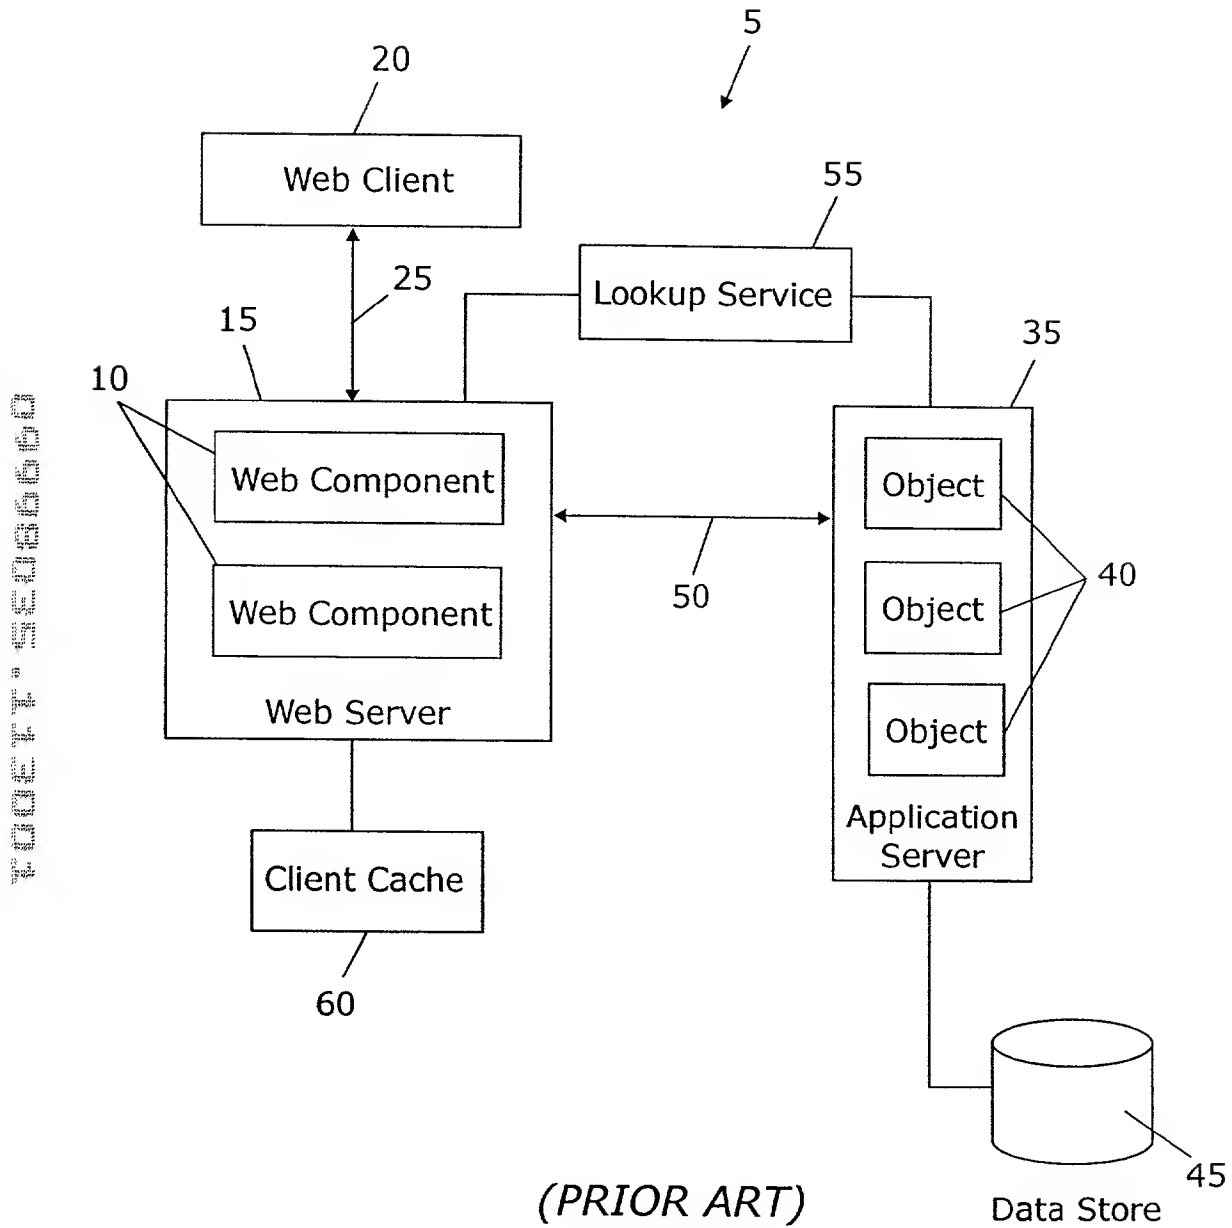 5
20
Web Client
55
25
Lookup Service
15
35
10
Web Component
Object
50
40
Web Component
Object
Web Server
Object
Application
Server
Client Cache
60
45
(PRIOR ART)
Data Store